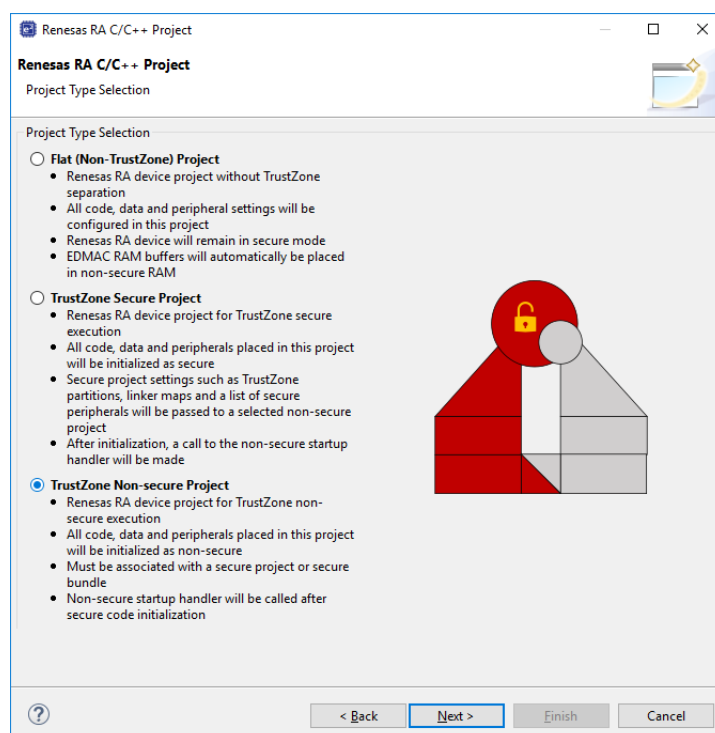 Renesas RA C/C++ Project
Renesas RA C/C++ Project
Project Type Selection
Project Type Selection
Flat (Non-TrustZone) Project
• Renesas RA device project without TrustZone
separation
• All code, data and peripheral settings will be
configured in this project
• Renesas RA device will remain in secure mode
• EDMAC RAM buffers will automatically be placed
in non-secure RAM
TrustZone Secure Project
• Renesas RA device project for TrustZone secure
execution
• All code, data and peripherals placed in this project
will be initialized as secure
• Secure project settings such as TrustZone
partitions, linker maps and a list of secure
peripherals will be passed to a selected non-secure
project
• After initialization, a call to the non-secure startup
handler will be made
TrustZone Non-secure Project
• Renesas RA device project for TrustZone non-
secure execution
• All code, data and peripherals placed in this project
will be initialized as non-secure
• Must be associated with a secure project or secure
bundle
• Non-secure startup handler will be called after
secure code initialization
?
< Back
Next >
Finish
Cancel